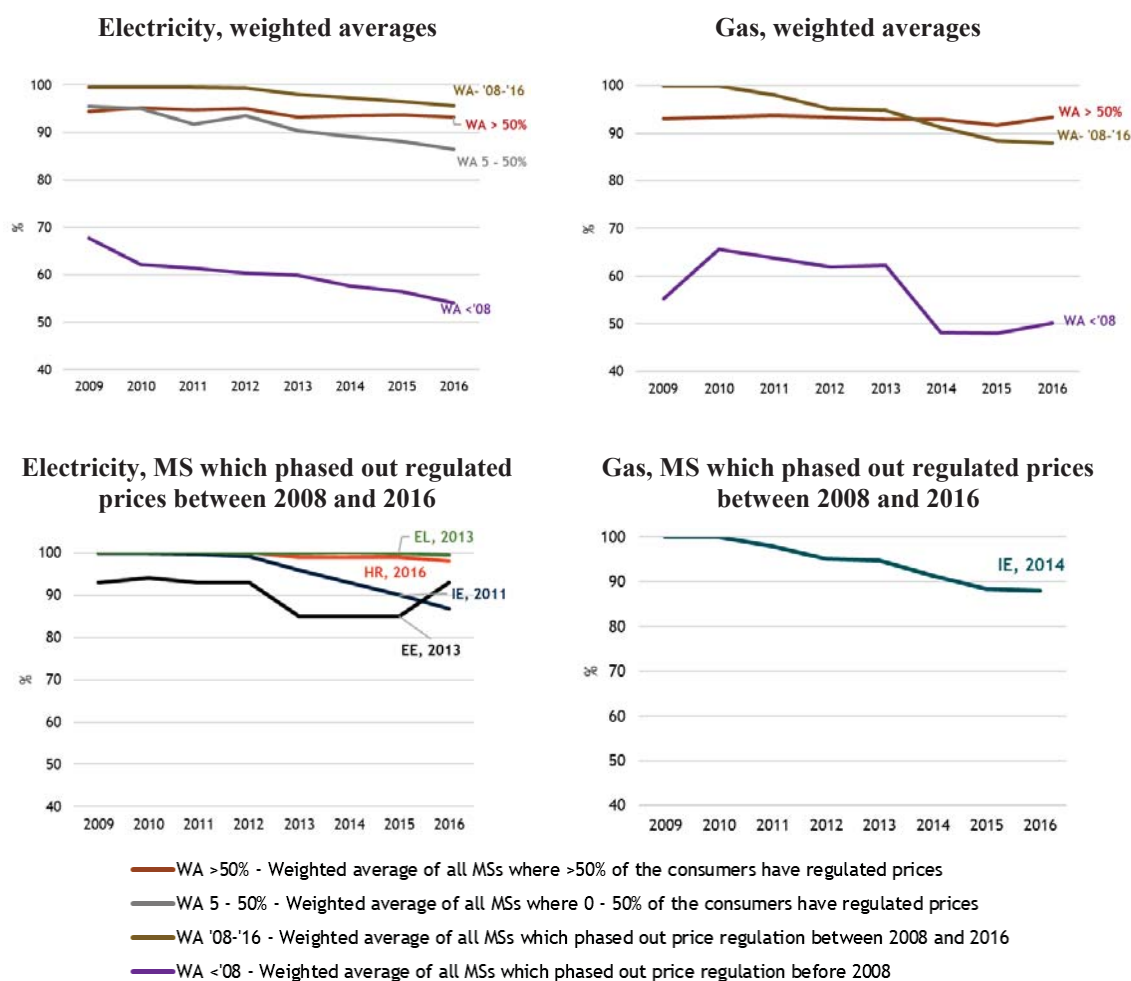 Electricity, weighted averages
100
90
80
70
60
50
40
%
2009 2010 2011 2012 2013 2014 2015 2016
WA- '08-'16
WA > 50%
WA 5 - 50%
WA <'08
Gas, weighted averages
100
90
80
70
60
50
40
%
2009 2010 2011 2012 2013 2014 2015 2016
WA > 50%
WA- '08-'16
WA <'08
Electricity, MS which phased out regulated
prices between 2008 and 2016
100
90
80
70
60
50
40
%
2009 2010 2011 2012 2013 2014 2015 2016
EL, 2013
HR, 2016
IE, 2011
EE, 2013
Gas, MS which phased out regulated prices
between 2008 and 2016
100
90
80
70
60
50
40
%
2009 2010 2011 2012 2013 2014 2015 2016
IE, 2014
WA >50% - Weighted average of all MSs where >50% of the consumers have regulated prices
WA 5 - 50% - Weighted average of all MSs where 0 - 50% of the consumers have regulated prices
WA '08-'16 - Weighted average of all MSs which phased out price regulation between 2008 and 2016
WA <'08 - Weighted average of all MSs which phased out price regulation before 2008